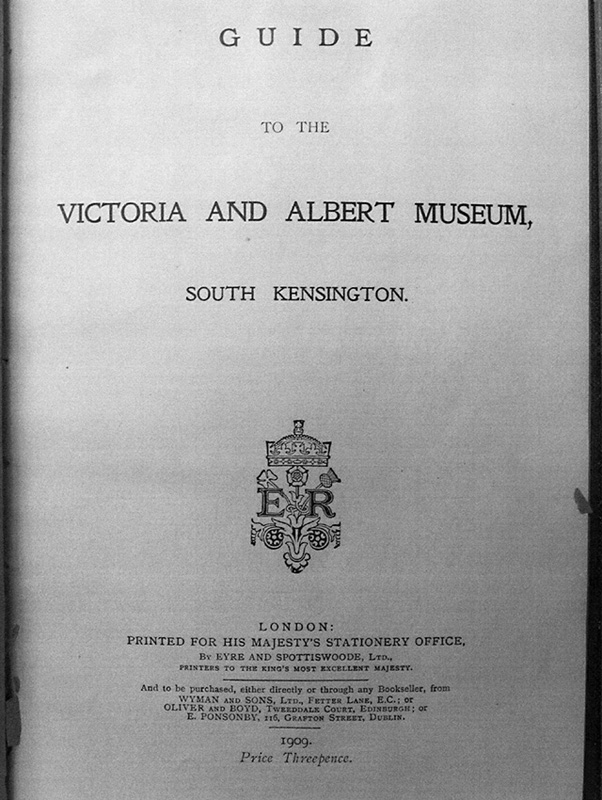 GUIDE
TO THE
VICTORIA AND ALBERT MUSEUM,
SOUTH KENSINGTON.
E VII R
LONDON:
PRINTED FOR HIS MAJESTY'S STATIONERY OFFICE,
BY EYRE AND SPOTTISWOODE, LTD.,
PRINTERS TO THE KING'S MOST EXCELLENT MAJESTY.
And to be purchased, either directly or through any Bookseller, from
WYMAN AND SONS, LTD., FETTER LANE, E.C.; or
OLIVER AND BOYD, TWEEDDALE COURT, EDINBURGH; or
E. PONSONBY, 116, GRAFTON STREET, DUBLIN.
1909.
Price Threepence.